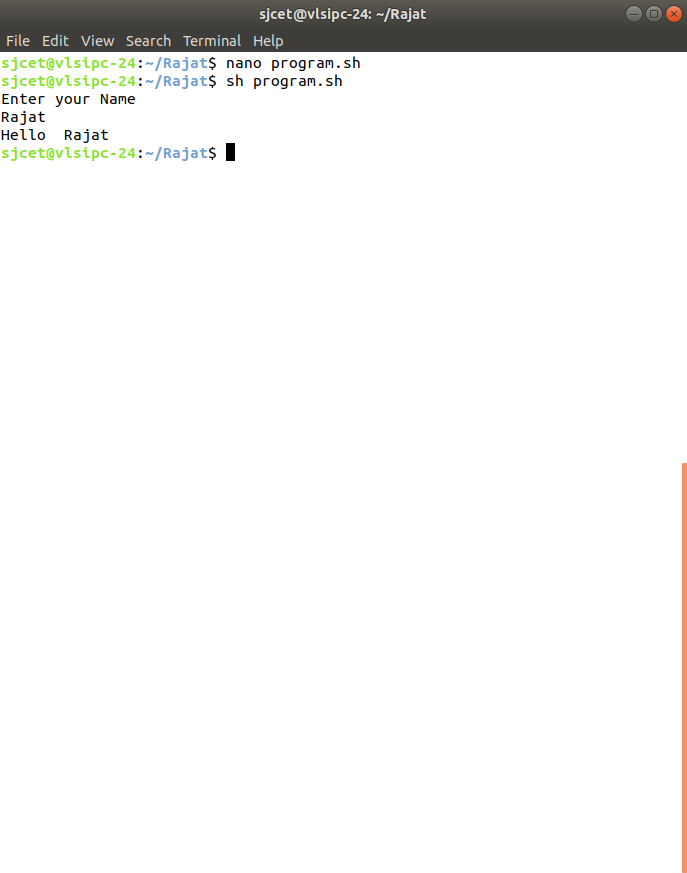 sjcet@vlsipc-24: ~/Rajat
File Edit View Search Terminal Help
sjcet@vlsipc-24:~/Rajat$ nano program.sh
sjcet@vlsipc-24:~/Rajat$ sh program.sh
Enter your Name
Rajat
Hello  Rajat
sjcet@vlsipc-24:~/Rajat$